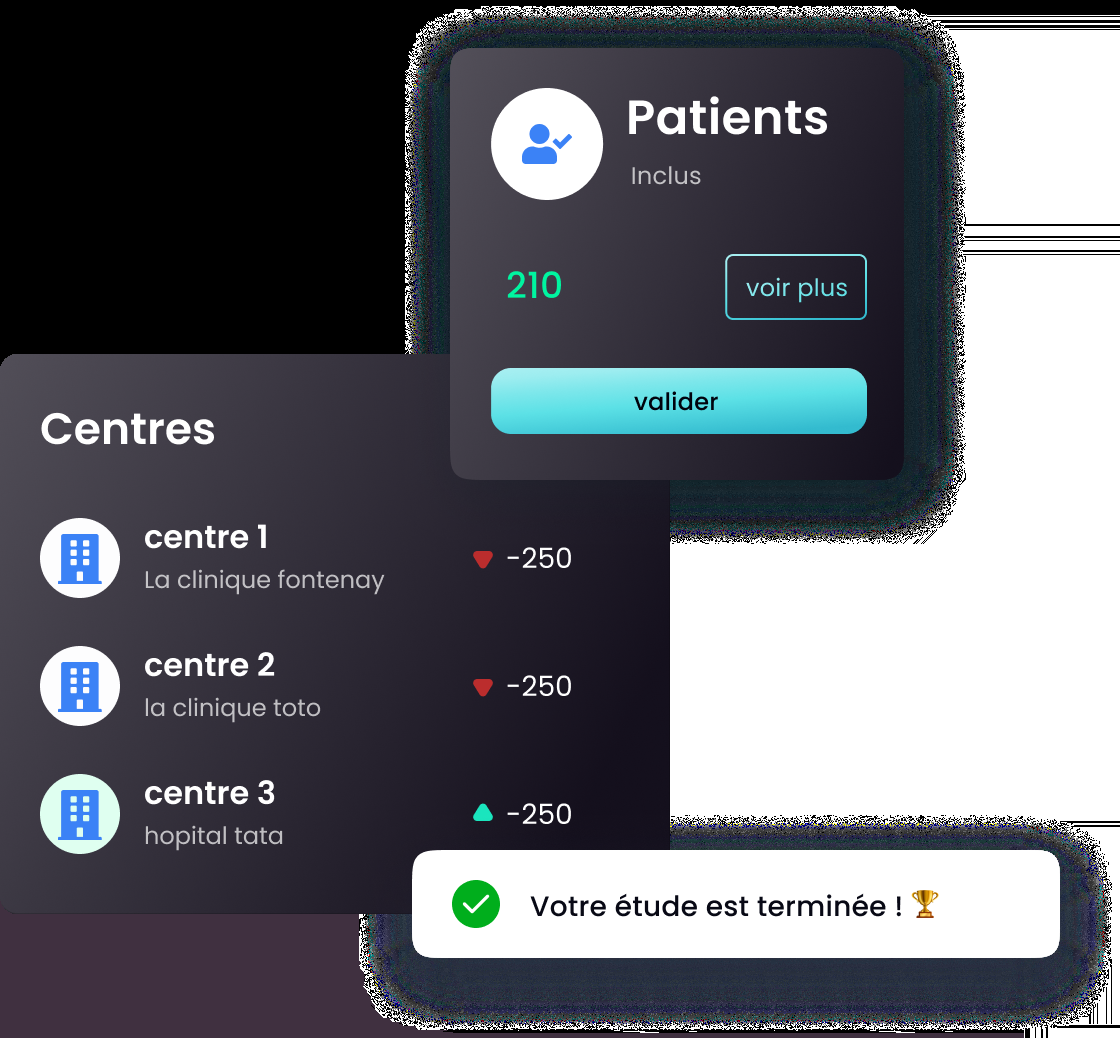 Patients
Inclus
210
voir plus
valider
Centres
centre 1
La clinique fontenay
-250
centre 2
la clinique toto
-250
centre 3
hopital tata
-250
Votre étude est terminée ! 🏆